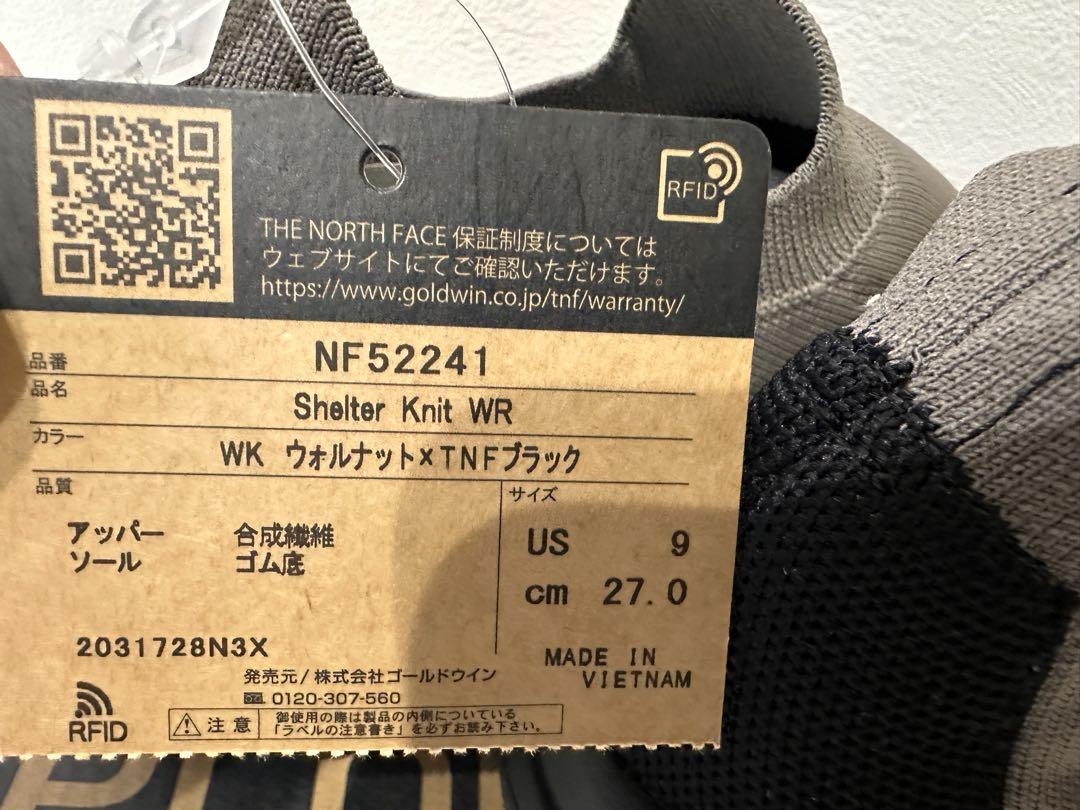 RFID
THE NORTH FACE 保証制度については
ウェブサイトにてご確認いただけます。
https://www.goldwin.co.jp/tnf/warranty/
品番 NF52241
品名 Shelter Knit WR
カラー WK ウォルナット×TNFブラック
品質
サイズ
アッパー 合成繊維
ソール ゴム底
US 9
cm 27.0
2031728N3X
MADE IN
VIETNAM
発売元/株式会社ゴールドウイン
0120-307-560
RFID
注意
御使用の際は製品の内側についている
「ラベルの注意書き」を必ずお読み下さい。